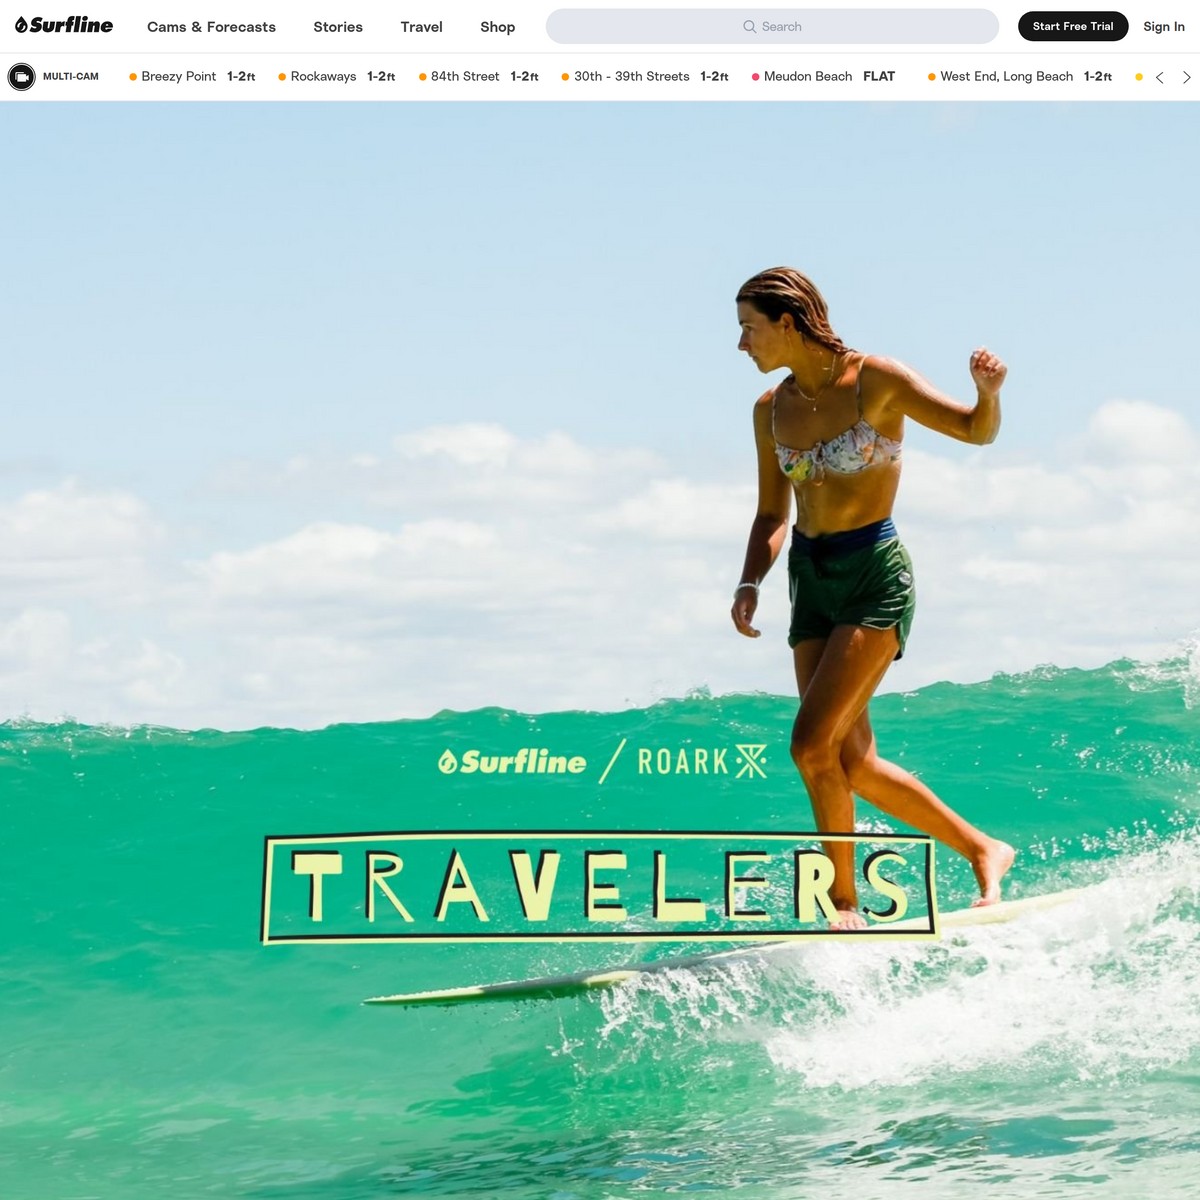 Surfline Cams & Forecasts Stories Travel Shop Search Start Free Trial Sign In
MULTI-CAM Breezy Point 1-2ft Rockaways 1-2ft 84th Street 1-2ft 30th - 39th Streets 1-2ft Meudon Beach FLAT West End, Long Beach 1-2ft
Surfline / ROARK
TRAVELERS